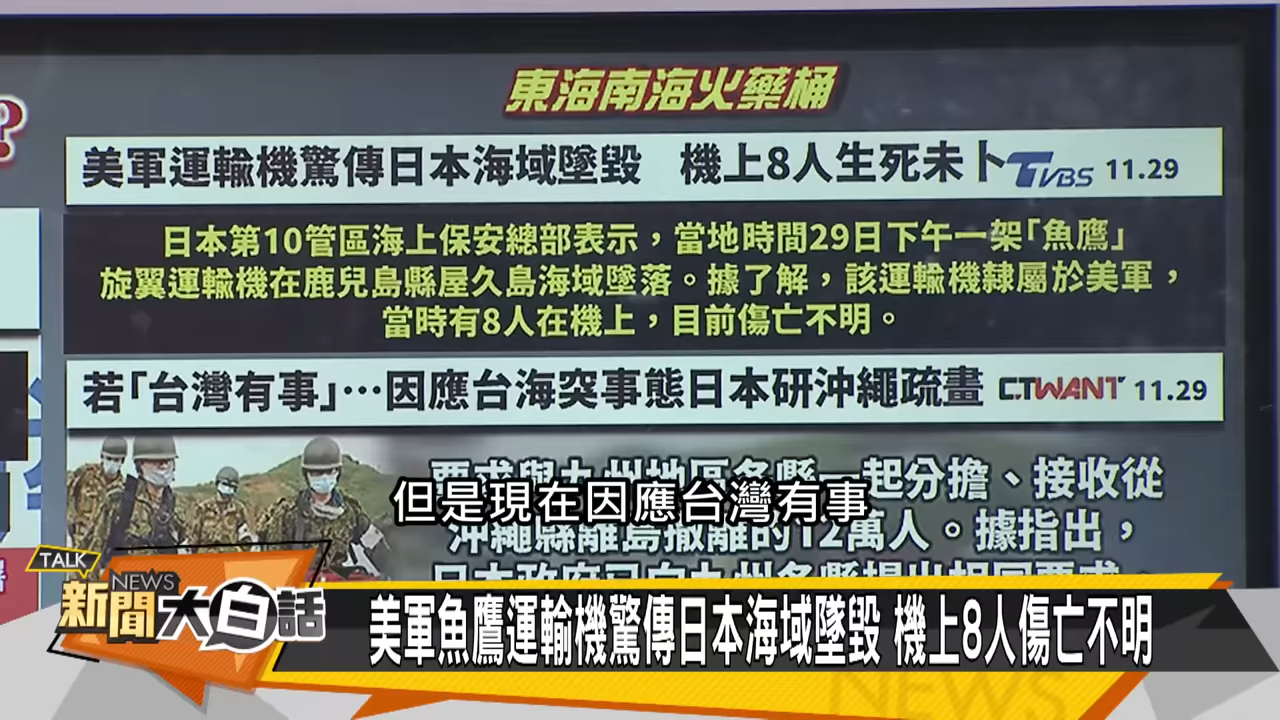 ?
東海南海火藥桶
美軍運輸機驚傳日本海域墜毀 機上8人生死未卜 TVBS 11.29
日本第10管區海上保安總部表示，當地時間29日下午一架「魚鷹」
旋翼運輸機在鹿兒島縣屋久島海域墜落。據了解，該運輸機隸屬於美軍，
當時有8人在機上，目前傷亡不明。
若「台灣有事」…因應台海突事態日本研沖繩疏畫 CTWANT 11.29
要求與九州地區各縣一起分擔、接收從
但是現在因應台灣有事
沖繩縣離島撤離的12萬人。據指出，
TALK
NEWS
新聞大白話
美軍魚鷹運輸機驚傳日本海域墜毀 機上8人傷亡不明
NEWS